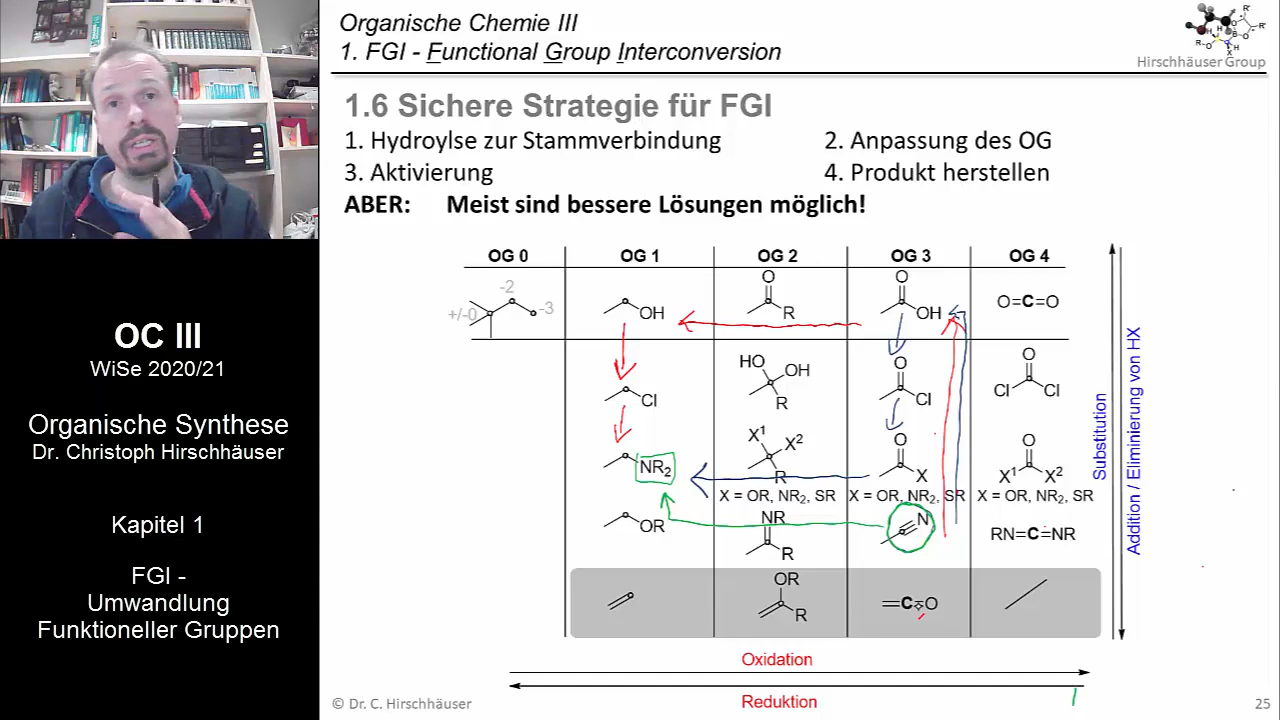 Organische Chemie III
1. FGI - Functional Group Interconversion
Hirschhäuser Group
1.6 Sichere Strategie für FGI
1. Hydroylse zur Stammverbindung
2. Anpassung des OG
3. Aktivierung
4. Produkt herstellen
ABER: Meist sind bessere Lösungen möglich!
OC III
WiSe 2020/21
Organische Synthese
Dr. Christoph Hirschhäuser
Kapitel 1
FGI -
Umwandlung
Funktioneller Gruppen
OG 0 OG 1 OG 2 OG 3 OG 4
+/-0 -2 -3
OH
O R
O OH
O=C=O
Cl
HO OH R
O Cl
O Cl Cl
NR2
X1 X2 R
O X
O X1 X2
X = OR, NR2, SR
X = OR, NR2, SR
X = OR, NR2, SR
OR
NR R
N
RN=C=NR
OR R
=C=O
Substitution
Addition / Eliminierung von HX
Oxidation
Reduktion
© Dr. C. Hirschhäuser
25